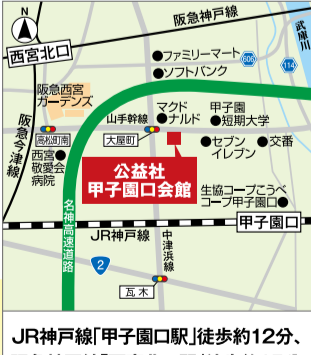 阪急神戸線
武庫川
N
西宮北口
ファミリーマート
606
ソフトバンク
114
阪急西宮
ガーデンズ
阪急今津線
山手幹線
マクド
ナルド
甲子園
短期大学
高松町南
大屋町
セブン
イレブン
交番
西宮
敬愛会
病院
公益社
甲子園口会館
名神高速道路
生協コープこうべ
コープ甲子園口
甲子園口
JR神戸線
中津浜線
2
瓦木
JR神戸線「甲子園口駅」徒歩約12分、